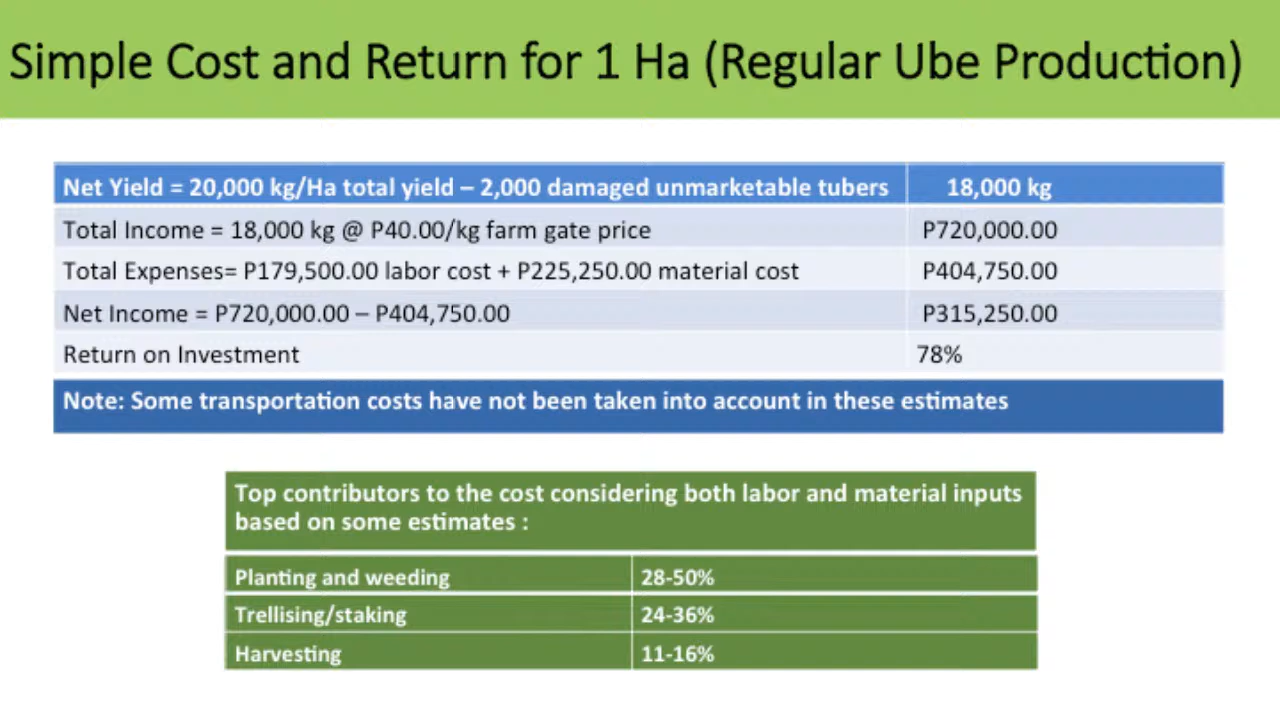 Simple Cost and Return for 1 Ha (Regular Ube Production)
Net Yield = 20,000 kg/Ha total yield – 2,000 damaged unmarketable tubers 18,000 kg
Total Income = 18,000 kg @ P40.00/kg farm gate price P720,000.00
Total Expenses= P179,500.00 labor cost + P225,250.00 material cost P404,750.00
Net Income = P720,000.00 – P404,750.00 P315,250.00
Return on Investment 78%
Note: Some transportation costs have not been taken into account in these estimates
Top contributors to the cost considering both labor and material inputs
based on some estimates :
Planting and weeding 28-50%
Trellising/staking 24-36%
Harvesting 11-16%